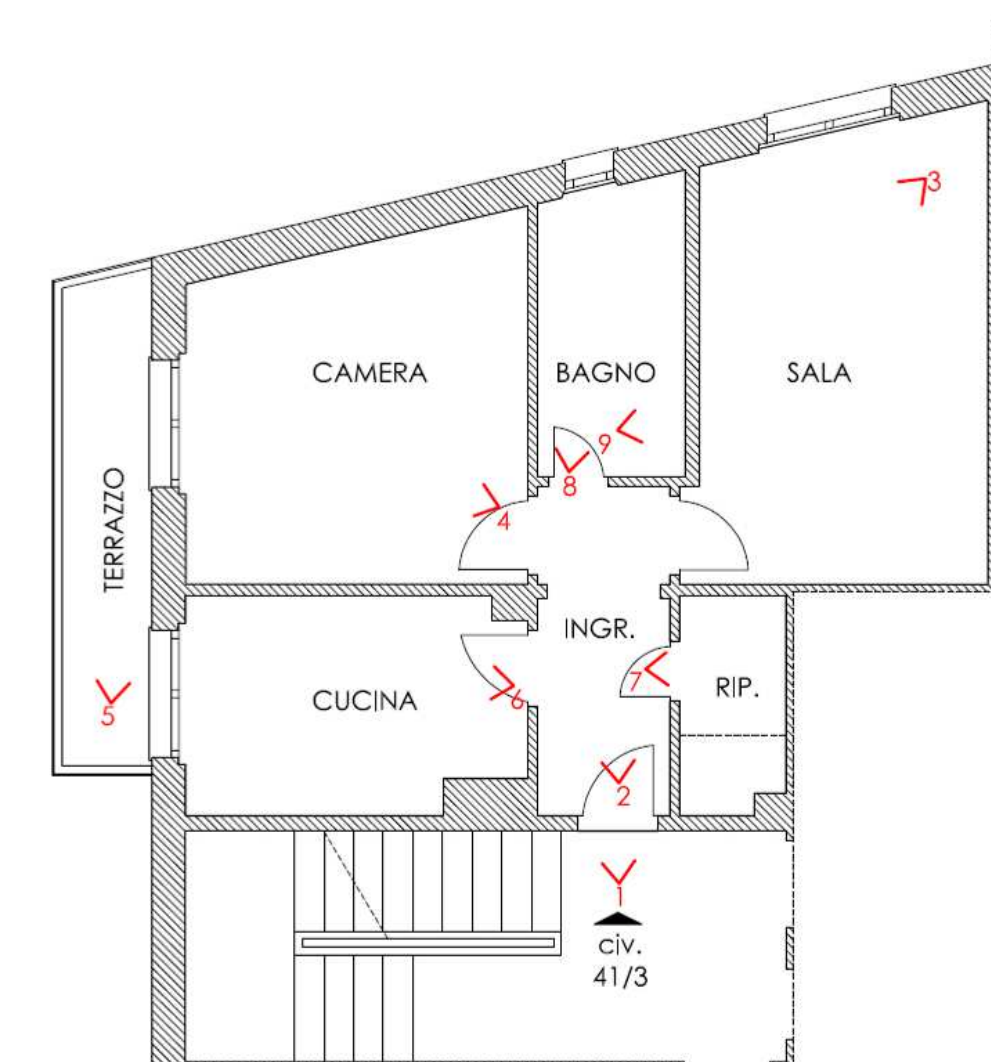 3
CAMERA
BAGNO
SALA
9
8
4
TERRAZZO
INGR.
7
RIP.
6
CUCINA
5
2
1
civ.
41/3